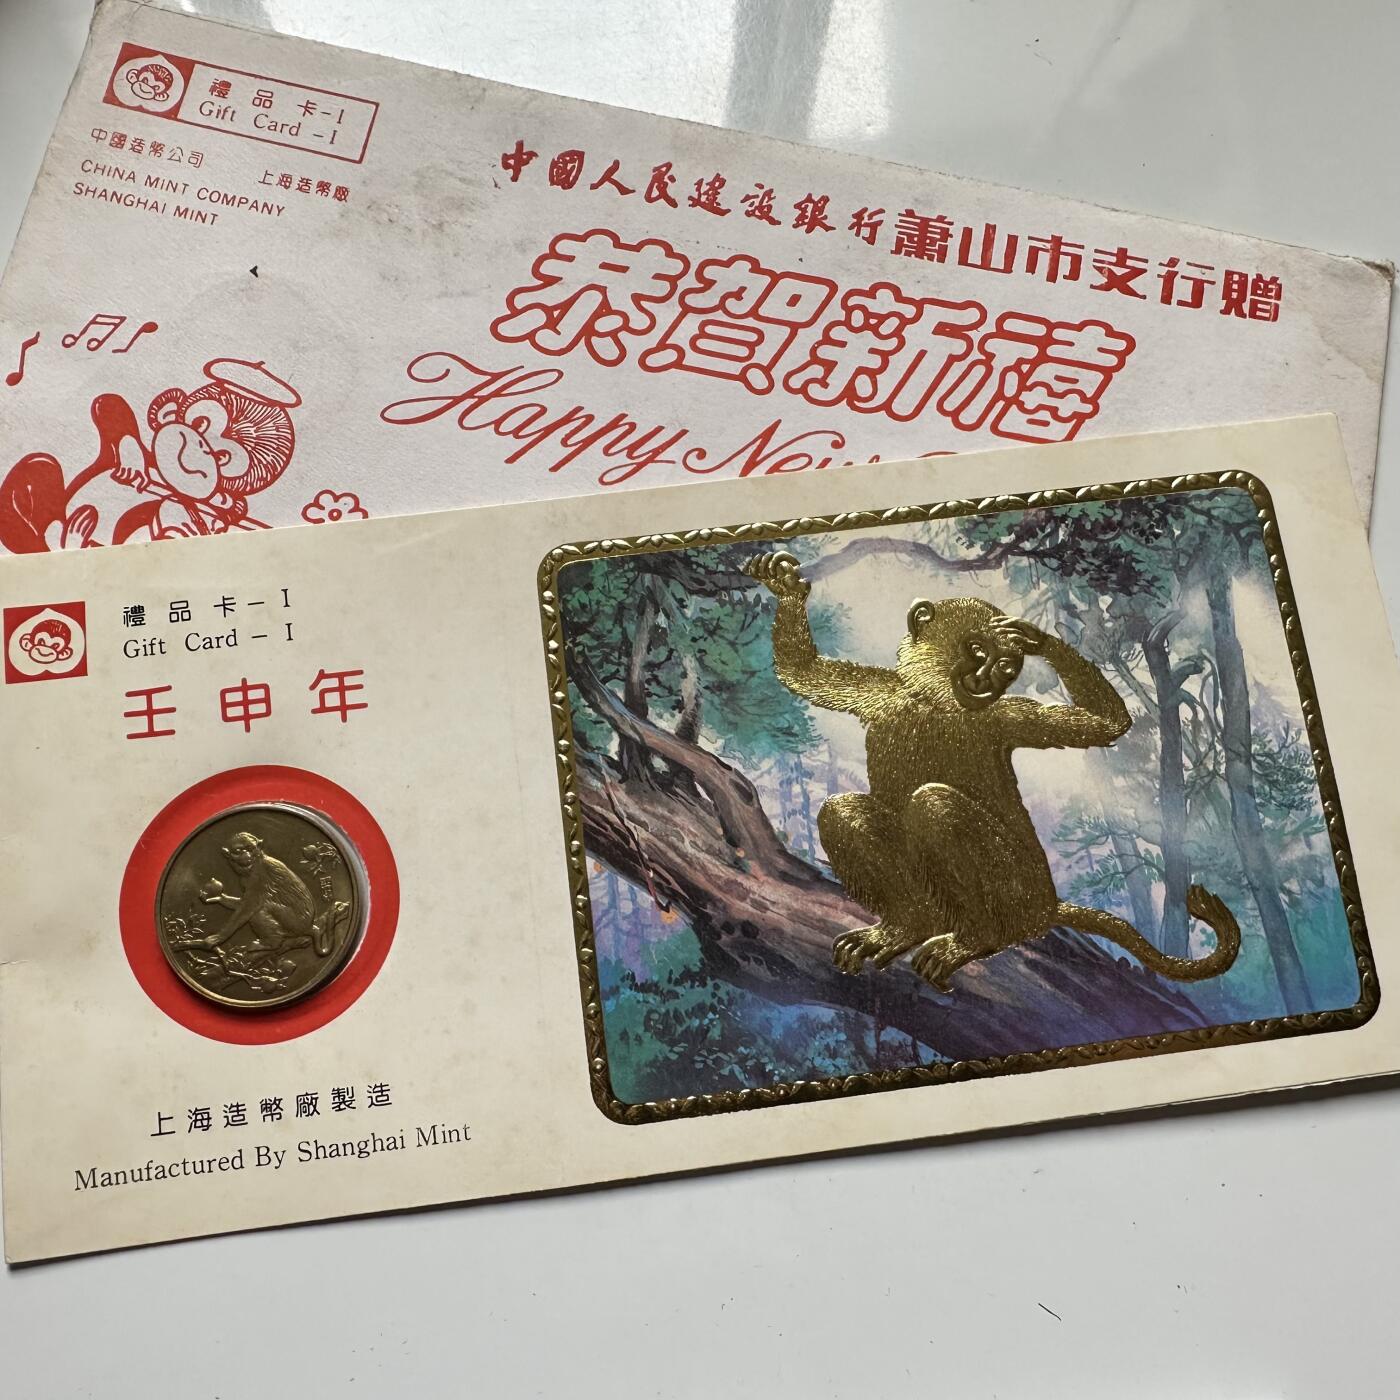 禮品卡-I
Gift Card -I
中國造幣公司
上海造幣廠
CHINA MINT COMPANY
SHANGHAI MINT
中國人民建設銀行蕭山市支行贈
恭賀新禧
Happy New
禮品卡-I
Gift Card - I
壬申年
上海造幣廠製造
Manufactured By Shanghai Mint